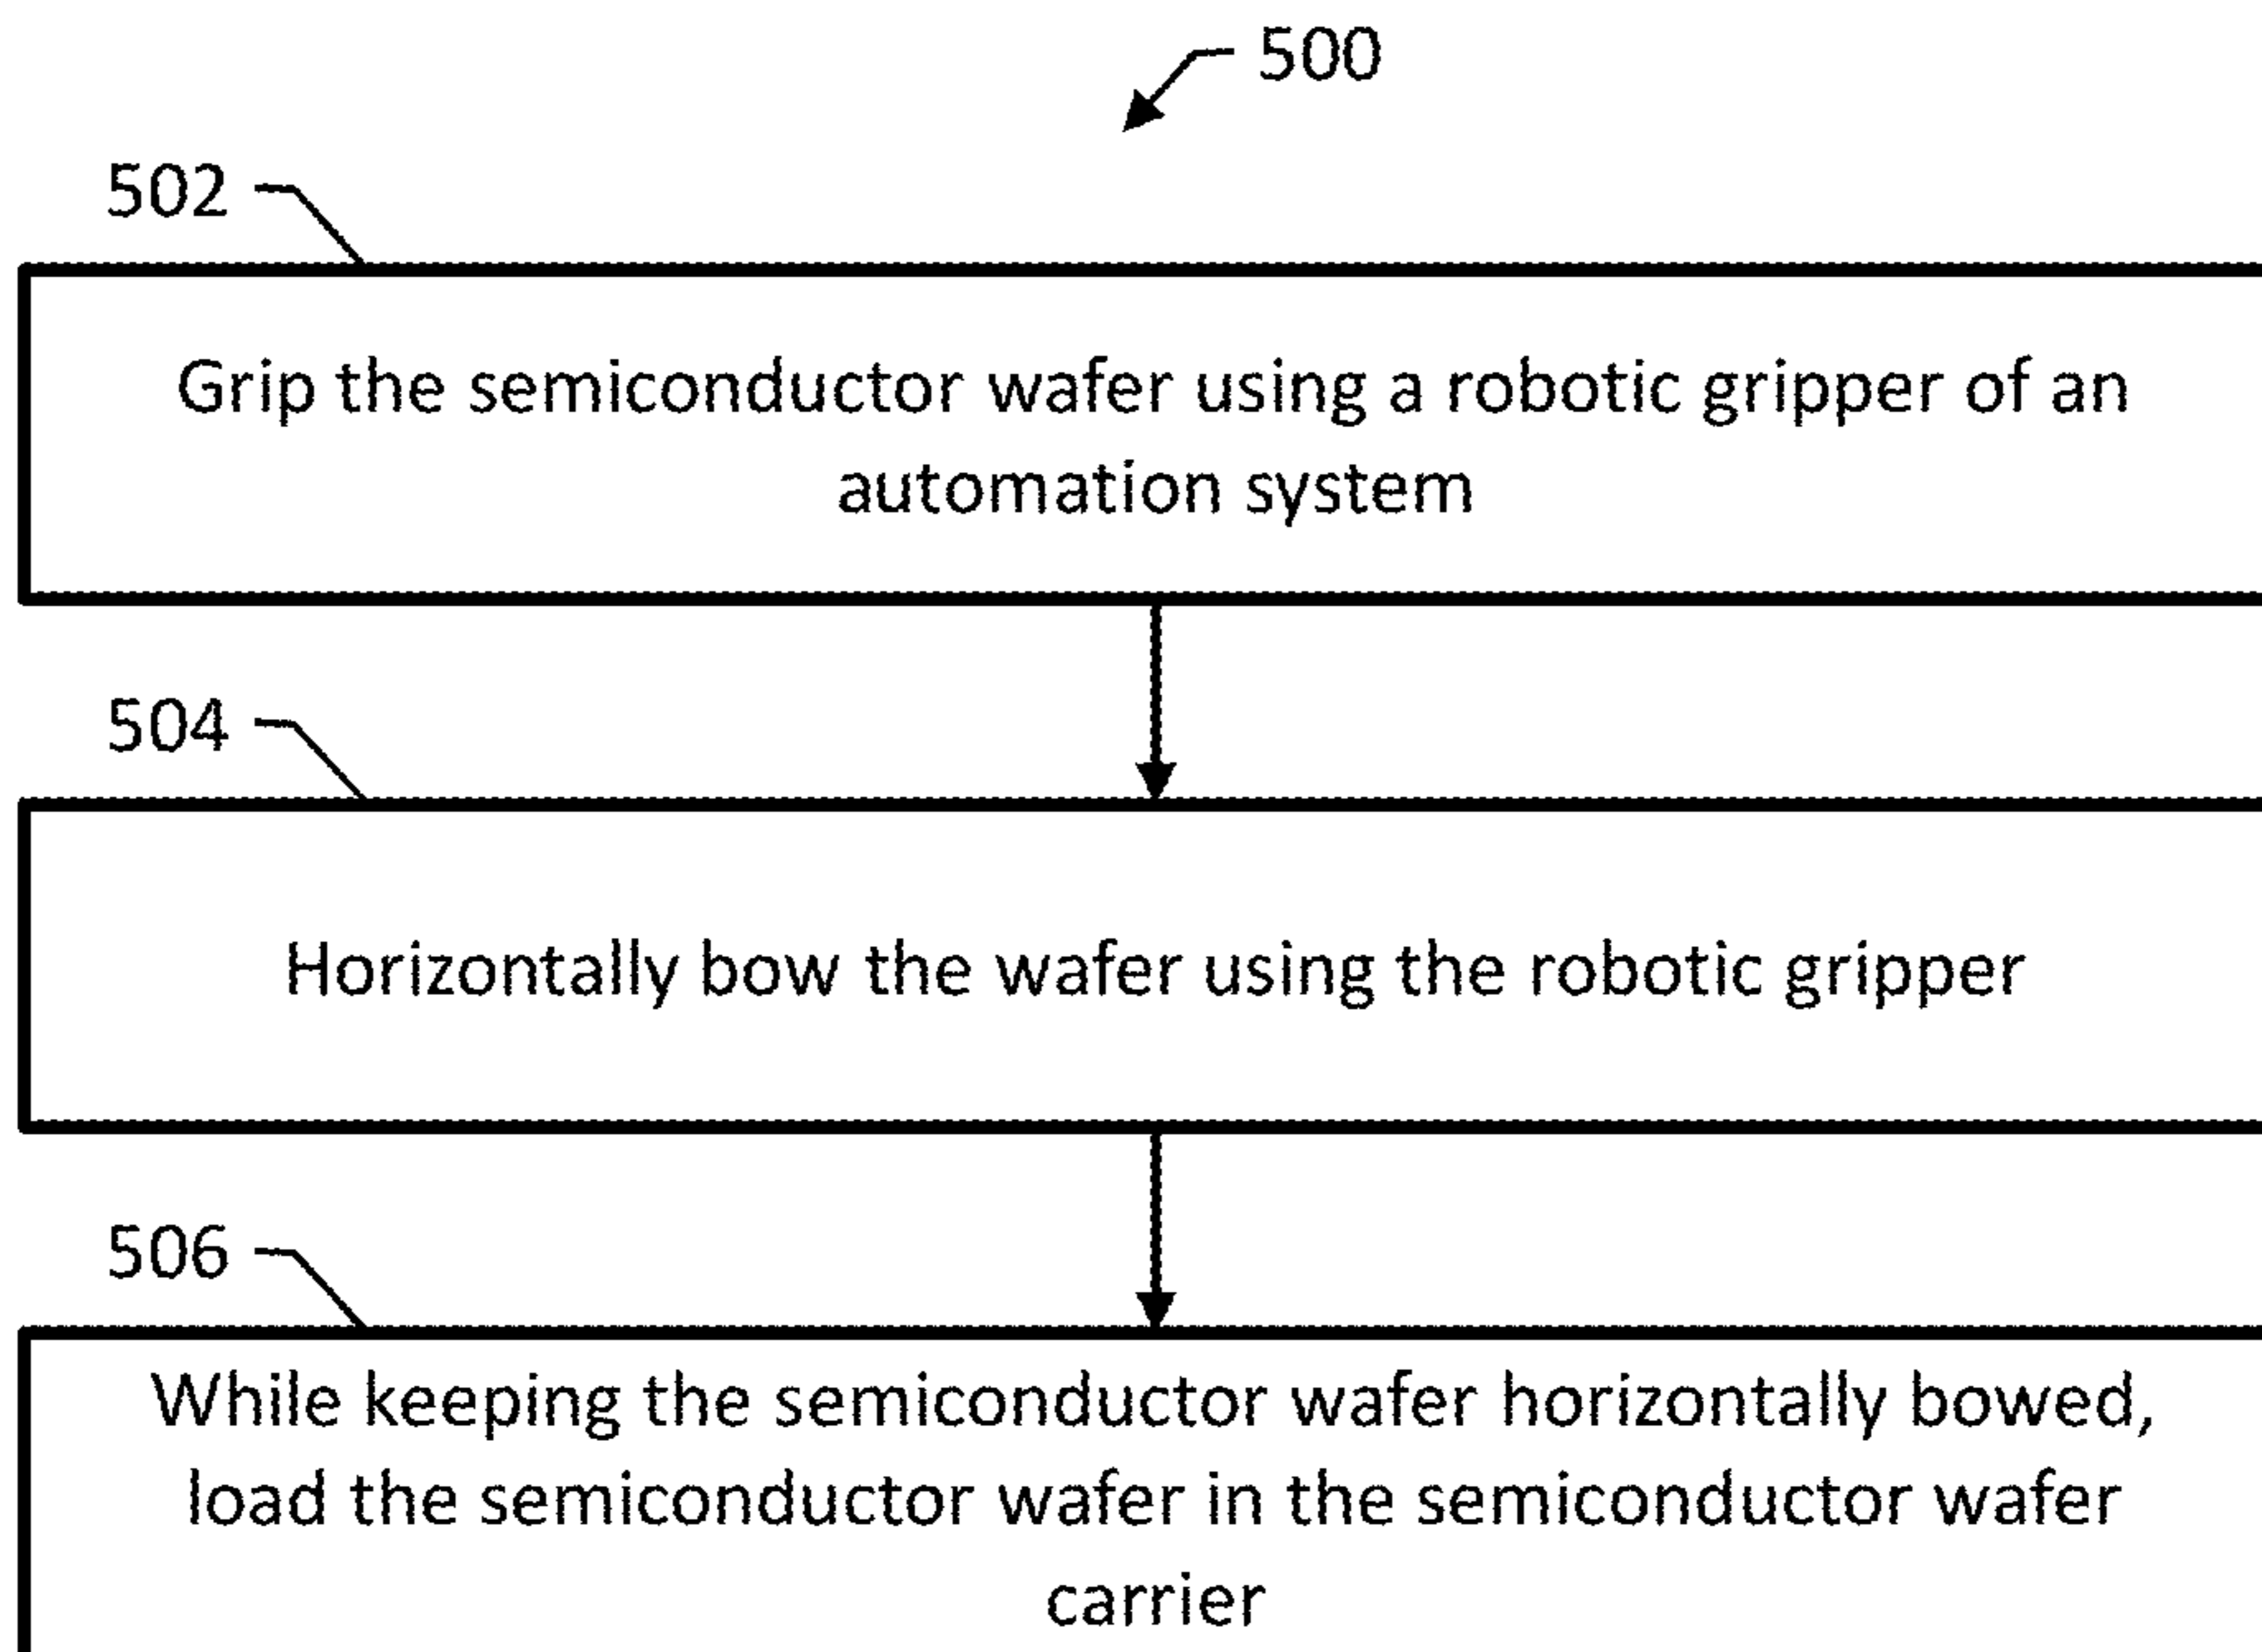 500
502
Grip the semiconductor wafer using a robotic gripper of an
automation system
504
Horizontally bow the wafer using the robotic gripper
506
While keeping the semiconductor wafer horizontally bowed,
load the semiconductor wafer in the semiconductor wafer
carrier